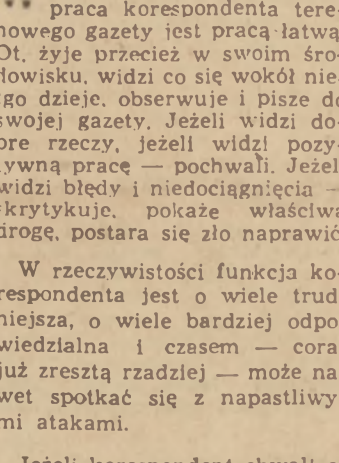 praca korespondenta tere-
nowego gazety jest pracą łatwą
Ot, żyje przecież w swoim śro-
dowisku, widzi co się wokół nie-
go dzieje, obserwuje i pisze do
swojej gazety. Jeżeli widzi do-
bre rzeczy, jeżeli widzi pozy-
tywną pracę — pochwali. Jeżel
widzi błędy i niedociągnięcia —
skrytykuje, pokaże właściwą
drogę, postara się zło naprawić
W rzeczywistości funkcja ko-
respondenta jest o wiele trud
niejsza, o wiele bardziej odpo
wiedzialna i czasem — cora
już zresztą rzadziej — może na
wet spotkać się z napastliwy
mi atakami.